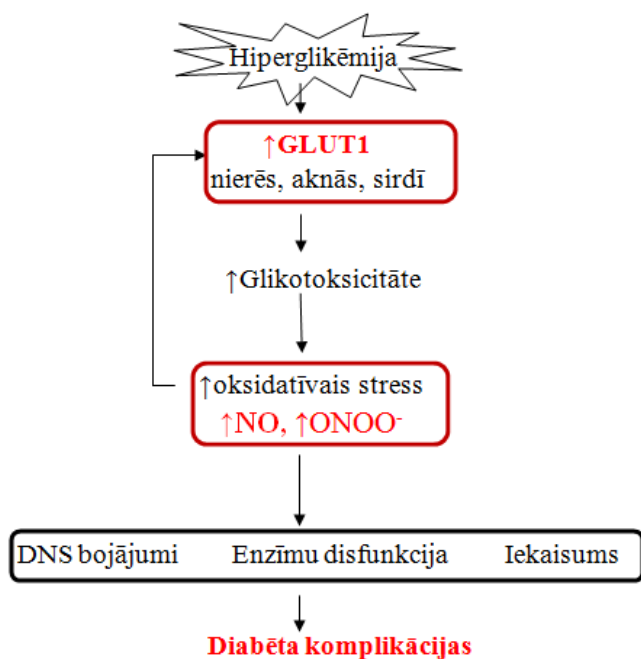 Hiperglikēmija
↑GLUT1
nierēs, aknās, sirdī
↑Glikotoksicitāte
↑oksidatīvais stress
↑NO, ↑ONOO⁻
DNS bojājumi Enzīmu disfunkcija Iekaisums
Diabēta komplikācijas